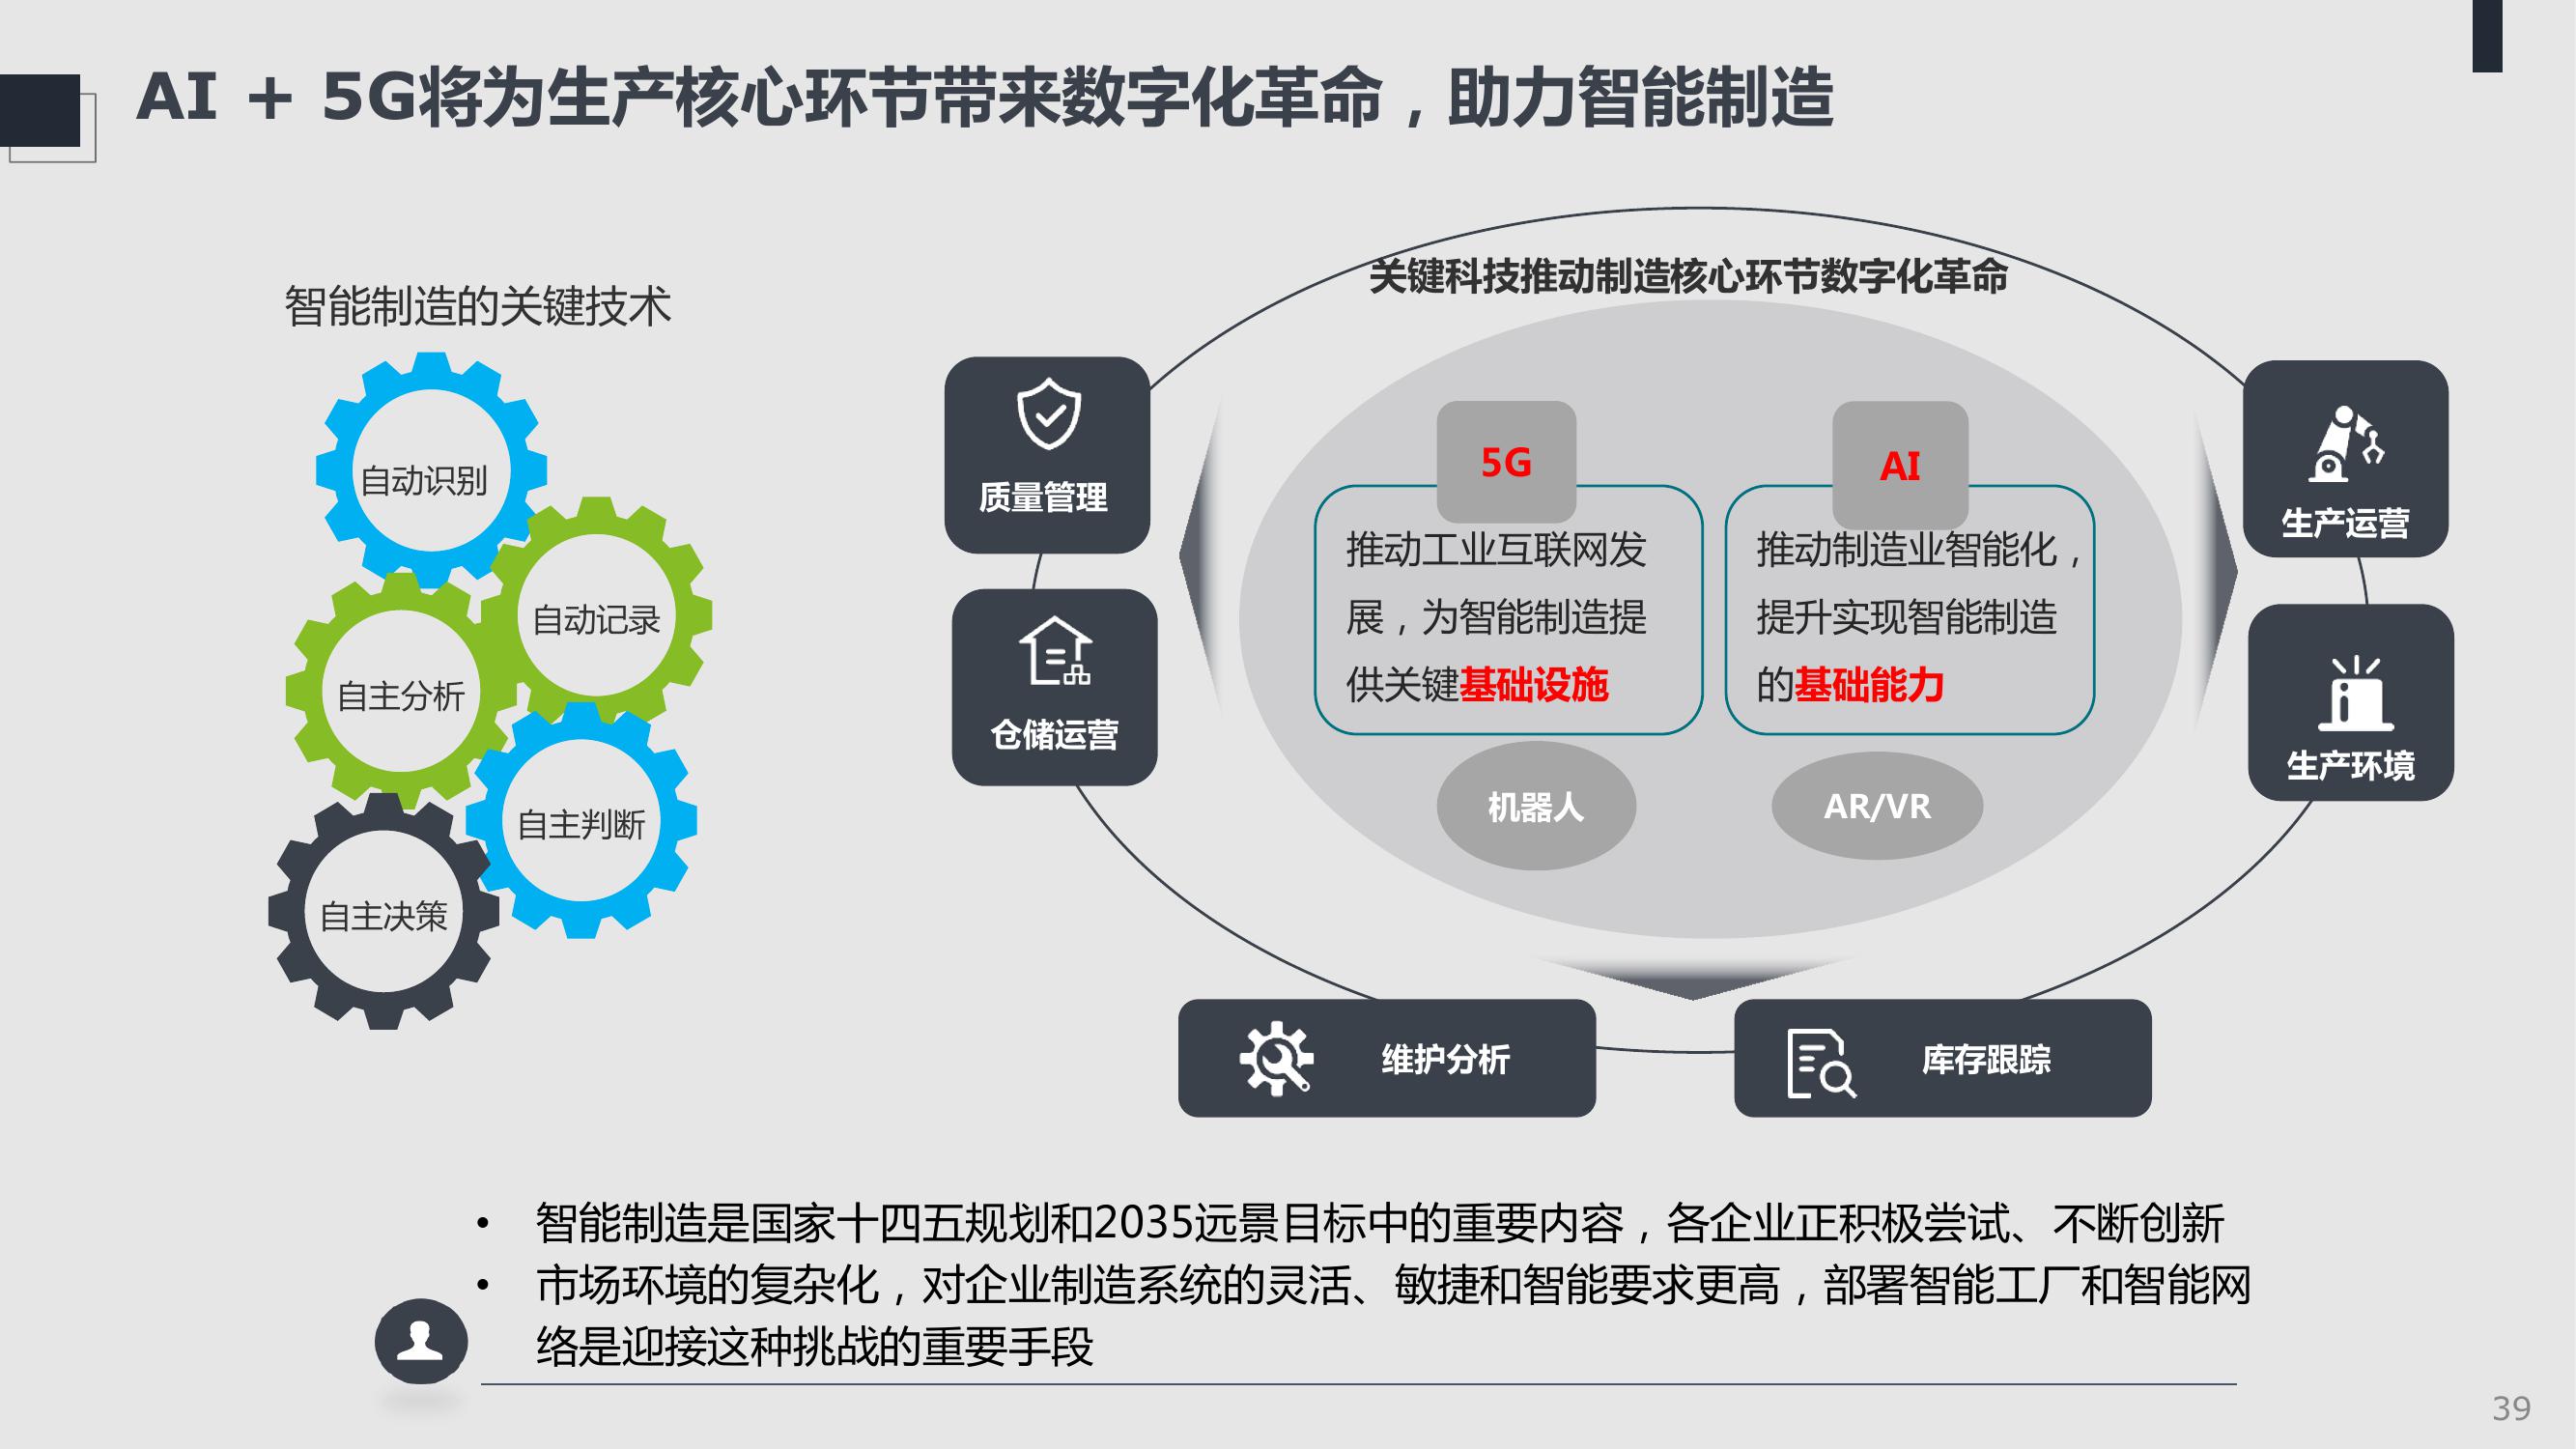 AI + 5G将为生产核心环节带来数字化革命，助力智能制造
智能制造的关键技术
自动识别
自动记录
自主分析
自主判断
自主决策
关键科技推动制造核心环节数字化革命
质量管理
仓储运营
5G
推动工业互联网发
展，为智能制造提
供关键基础设施
AI
推动制造业智能化，
提升实现智能制造
的基础能力
机器人
AR/VR
生产运营
生产环境
维护分析
库存跟踪
• 智能制造是国家十四五规划和2035远景目标中的重要内容，各企业正积极尝试、不断创新
• 市场环境的复杂化，对企业制造系统的灵活、敏捷和智能要求更高，部署智能工厂和智能网
络是迎接这种挑战的重要手段
39